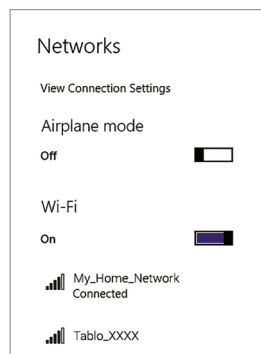 Networks
View Connection Settings
Airplane mode
Off
Wi-Fi
On
My_Home_Network
Connected
Tablo_XXXX